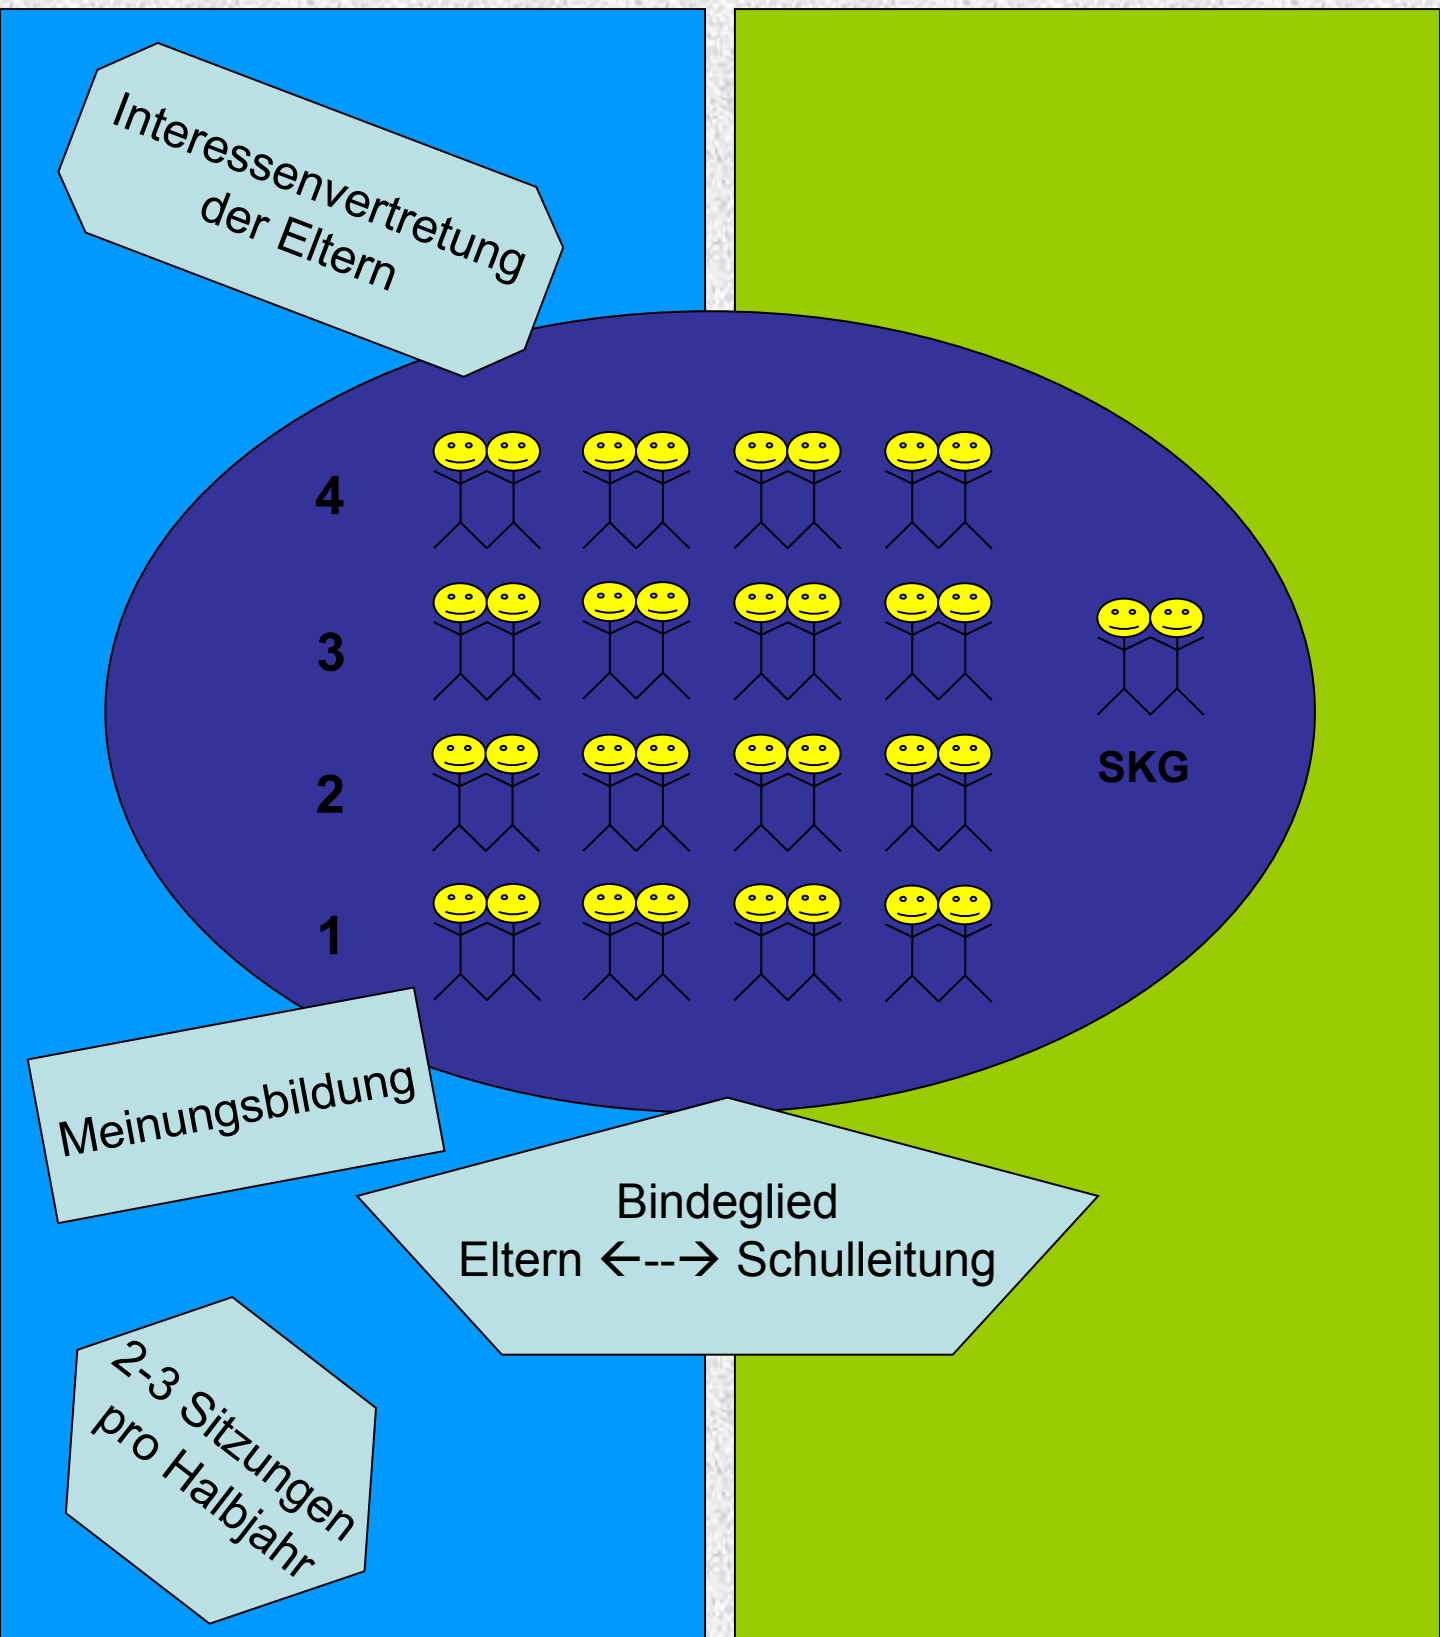 Interessenvertretung
der Eltern
4
3
SKG
2
1
Meinungsbildung
Bindeglied
Eltern ←--→ Schulleitung
2-3 Sitzungen
pro Halbjahr